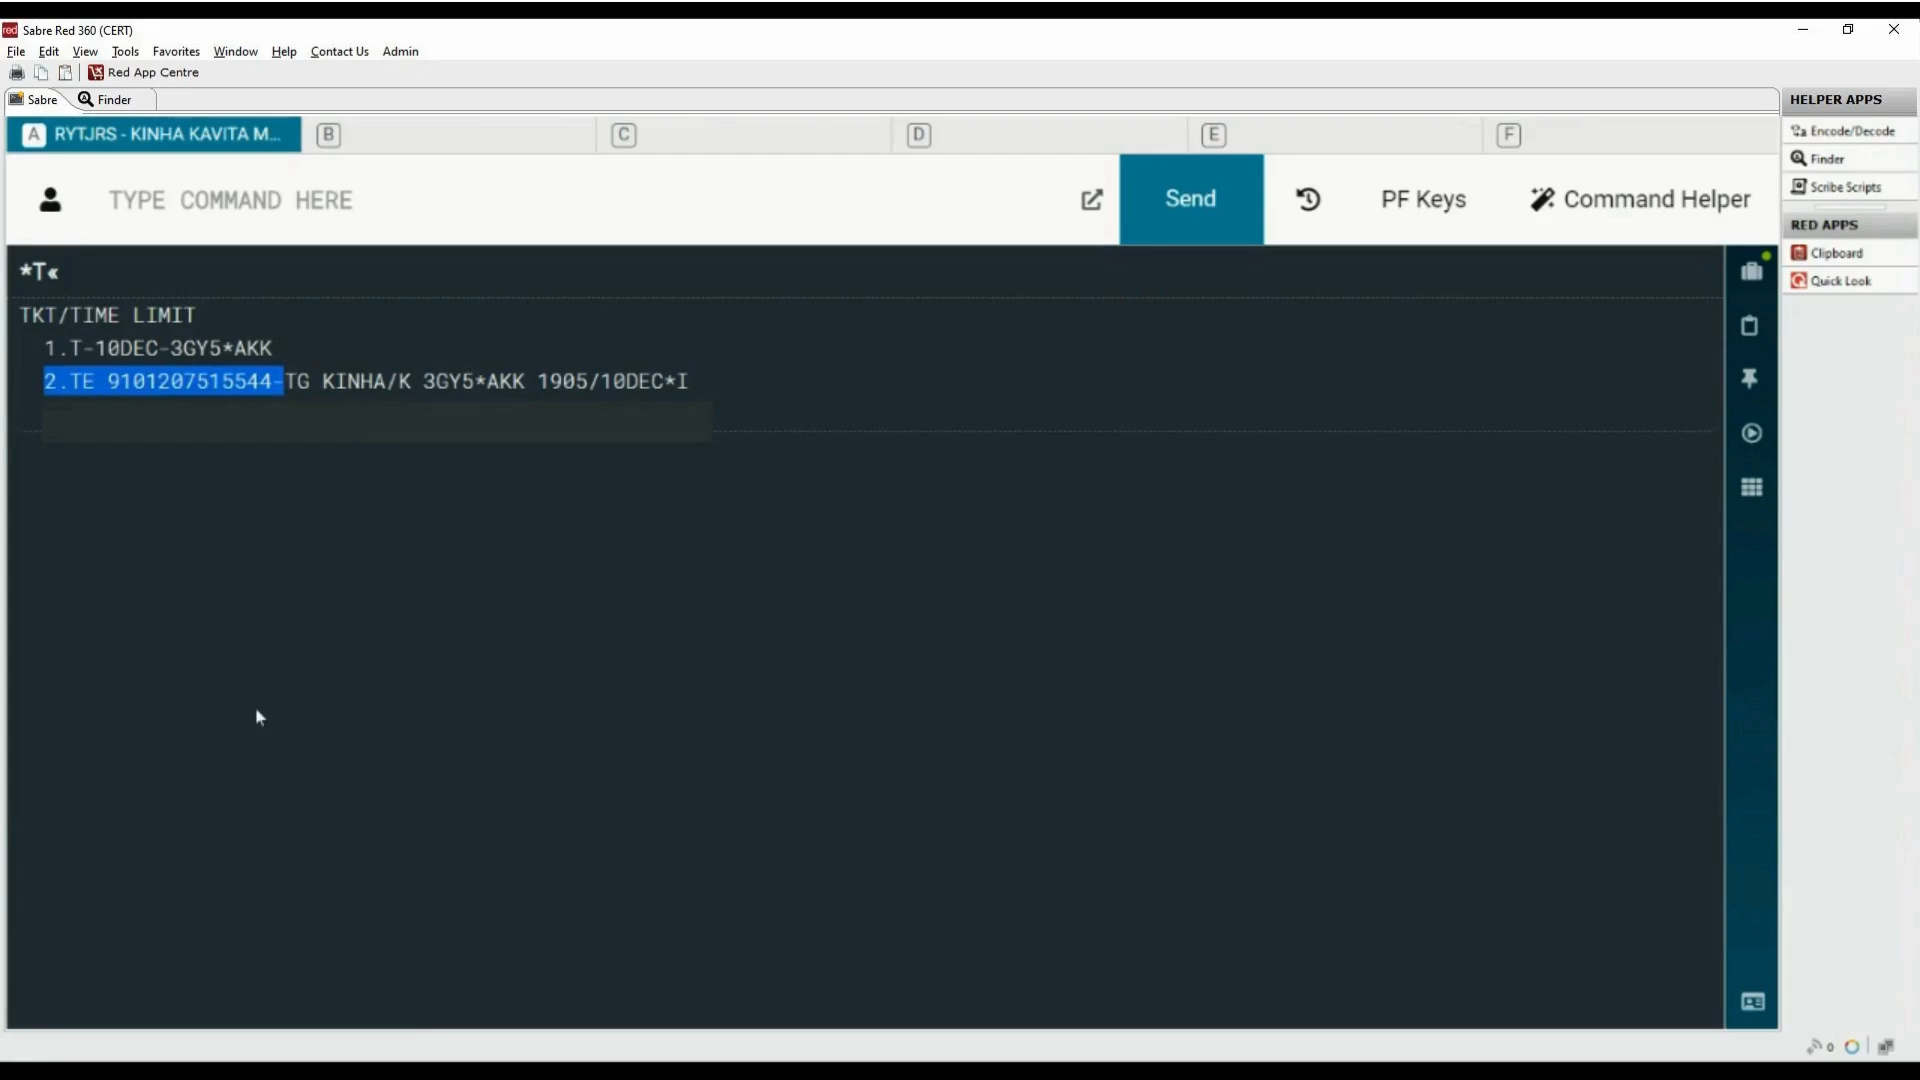 red Sabre Red 360 (CERT)
File Edit View Tools Favorites Window Help Contact Us Admin
Red App Centre
Sabre Finder
HELPER APPS
A RYTJRS - KINHA KAVITA M... B C D E F
Encode/Decode
Finder
Scribe Scripts
TYPE COMMAND HERE Send PF Keys Command Helper
RED APPS
Clipboard
Quick Look
*T«
TKT/TIME LIMIT
1.T-10DEC-3GY5*AKK
2.TE 9101207515544-TG KINHA/K 3GY5*AKK 1905/10DEC*I
0